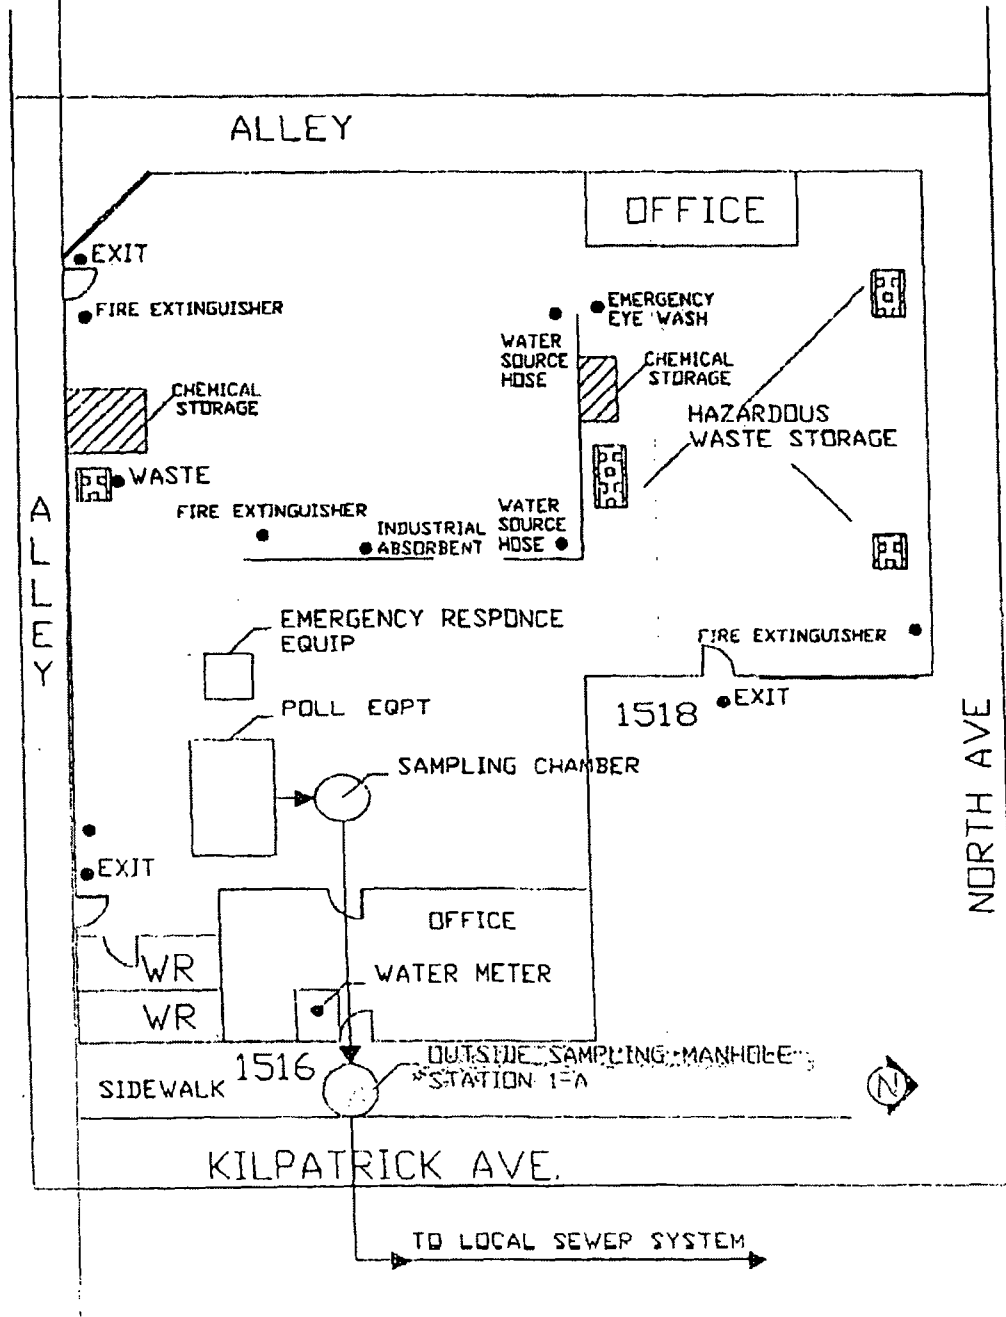 ALLEY
OFFICE
EXIT
FIRE EXTINGUISHER
EMERGENCY
EYE WASH
WATER
SOURCE
HOSE
CHEMICAL
STORAGE
CHEMICAL
STORAGE
HAZARDOUS
WASTE STORAGE
WASTE
ALLEY
FIRE EXTINGUISHER
INDUSTRIAL
ABSORBENT
WATER
SOURCE
HOSE
EMERGENCY RESPONCE
EQUIP
FIRE EXTINGUISHER
EXIT
1518
POLL EQPT
SAMPLING CHAMBER
NORTH AVE
EXIT
OFFICE
WR
WATER METER
WR
1516
OUTSIDE SAMPLING MANHOLE
STATION 1-A
SIDEWALK
N
KILPATRICK AVE.
TO LOCAL SEWER SYSTEM